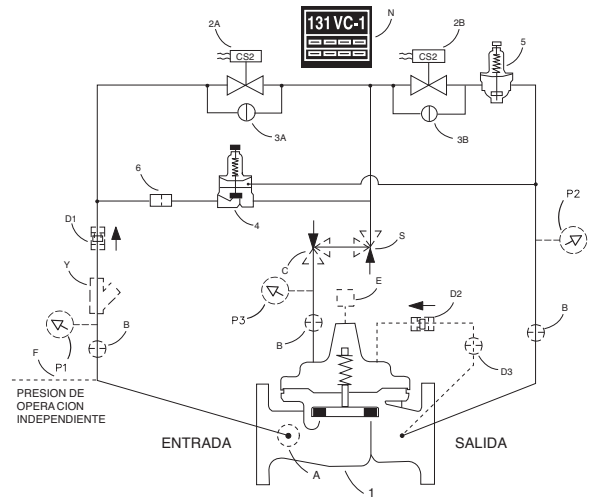 2A
CS2
131 VC-1
N
2B
CS2
5
3A
3B
6
4
D1
Y
C
S
P2
E
P3
D2
B
F
P1
B
B
D3
PRESION DE
OPERACION
INDEPENDIENTE
ENTRADA
SALIDA
A
1